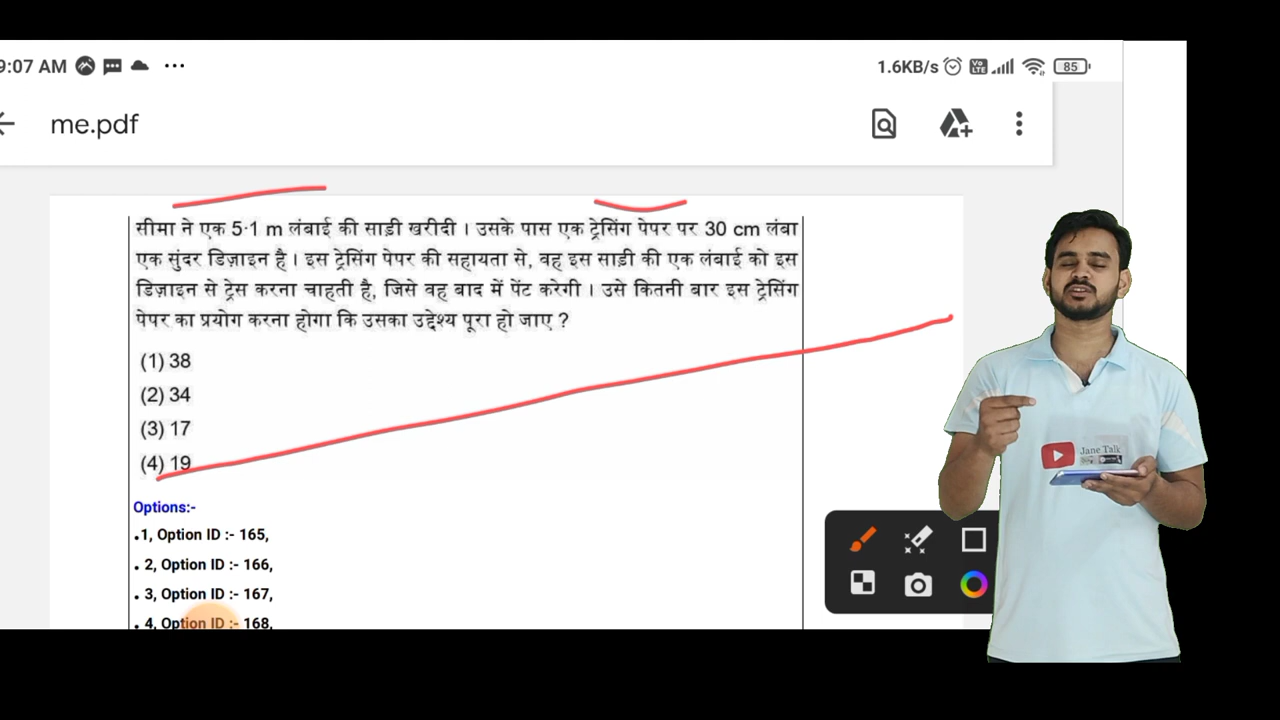 9:07 AM ...
1.6KB/s Vo LTE 85
me.pdf
सीमा ने एक 5·1 m लंबाई की साड़ी खरीदी । उसके पास एक ट्रेसिंग पेपर पर 30 cm लंबा
एक सुंदर डिज़ाइन है । इस ट्रेसिंग पेपर की सहायता से, वह इस साड़ी की एक लंबाई को इस
डिज़ाइन से ट्रेस करना चाहती है, जिसे वह बाद में पेंट करेगी । उसे कितनी बार इस ट्रेसिंग
पेपर का प्रयोग करना होगा कि उसका उद्देश्य पूरा हो जाए ?
(1) 38
(2) 34
(3) 17
(4) 19
Options:-
.1, Option ID :- 165,
. 2, Option ID :- 166,
. 3, Option ID :- 167,
. 4, Option ID :- 168,
Jane Talk